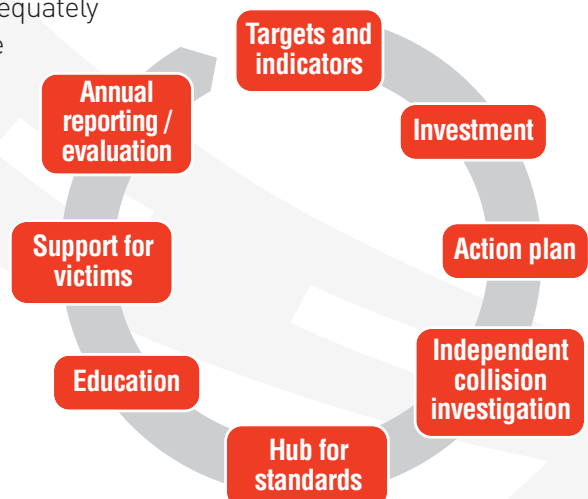 equately
e
Targets and
indicators
Investment
Action plan
Independent
collision
investigation
Hub for
standards
Education
Support for
victims
Annual
reporting /
evaluation